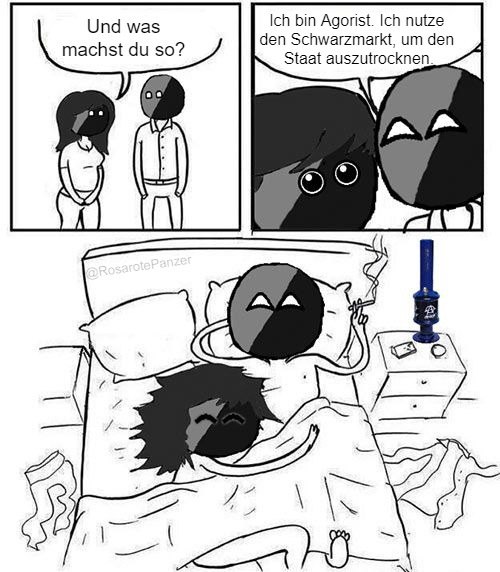 Und was
machst du so?
Ich bin Agorist. Ich nutze
den Schwarzmarkt, um den
Staat auszutrocknen.
@RosarotePanzer